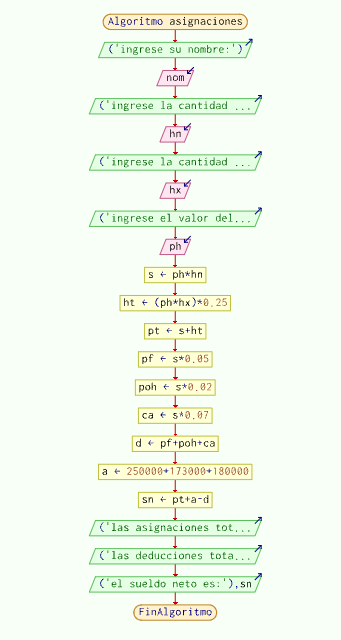 Algoritmo asignaciones
('ingrese su nombre:')
nom
('ingrese la cantidad ...
hn
('ingrese la cantidad ...
hx
('ingrese el valor del...
ph
s ← ph*hn
ht ← (ph*hx)*0.25
pt ← s+ht
pf ← s*0.05
poh ← s*0.02
ca ← s*0.07
d ← pf+poh+ca
a ← 250000+173000+180000
sn ← pt+a-d
('las asignaciones tot...
('las deducciones tota...
('el sueldo neto es:'),sn
FinAlgoritmo